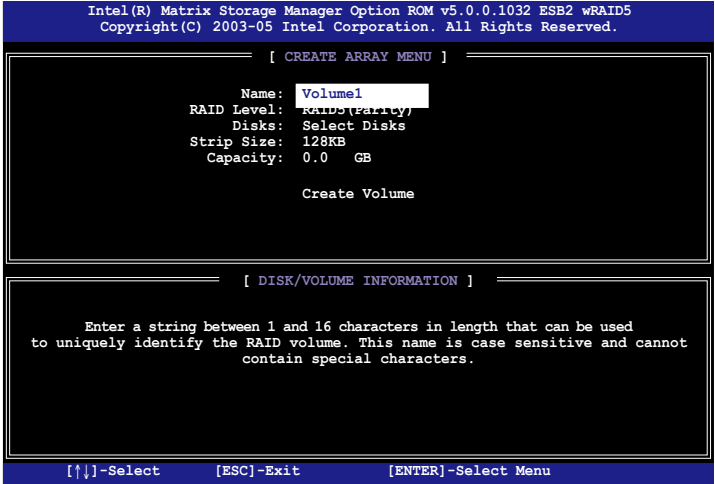 Intel(R) Matrix Storage Manager Option ROM v5.0.0.1032 ESB2 wRAID5
Copyright(C) 2003-05 Intel Corporation. All Rights Reserved.
[ CREATE ARRAY MENU ]
Name: Volume1
RAID Level: RAID5(Parity)
Disks: Select Disks
Strip Size: 128KB
Capacity: 0.0 GB
Create Volume
[ DISK/VOLUME INFORMATION ]
Enter a string between 1 and 16 characters in length that can be used
to uniquely identify the RAID volume. This name is case sensitive and cannot
contain special characters.
[↑↓]-Select [ESC]-Exit [ENTER]-Select Menu